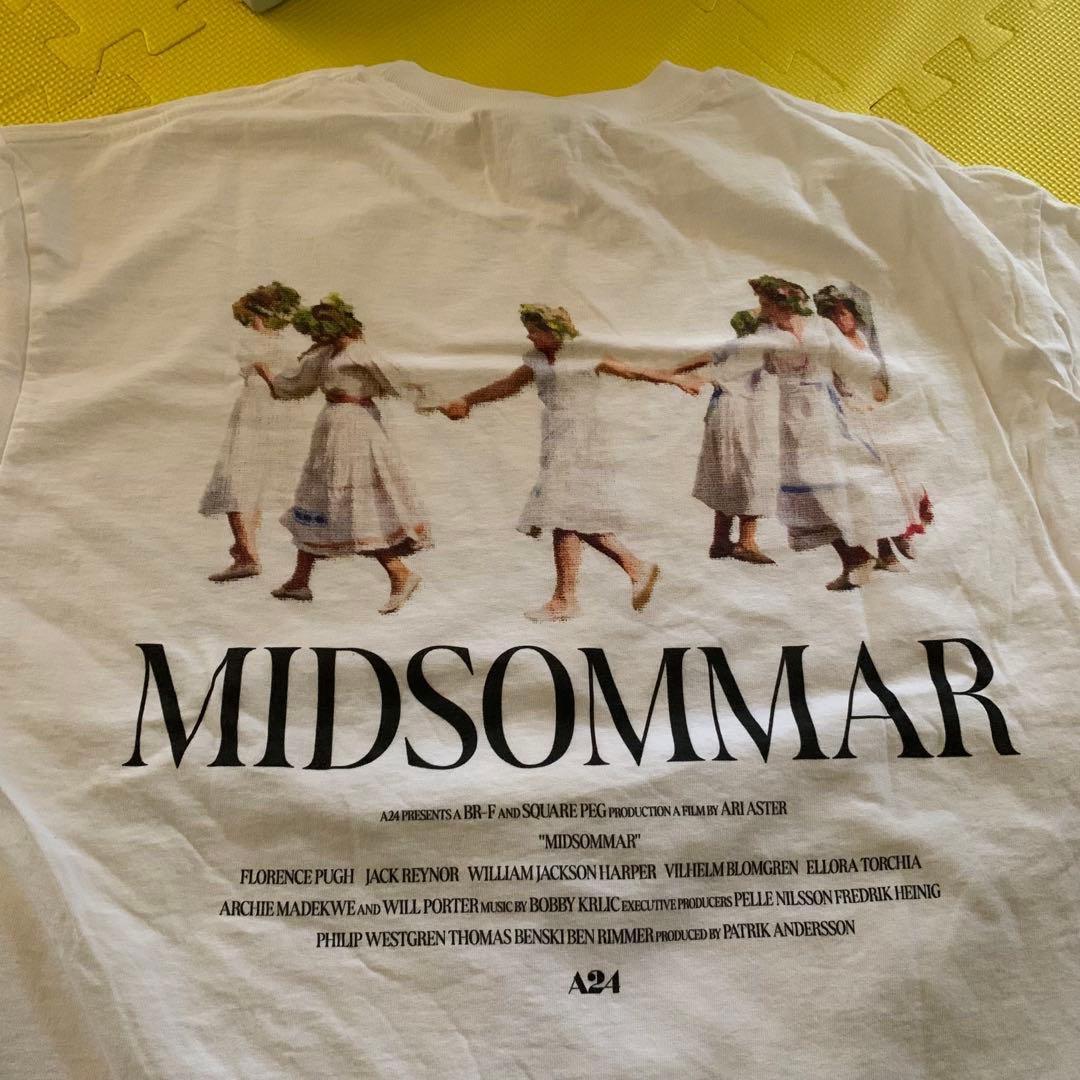 MIDSOMMAR
A24 PRESENTS A BR-F AND SQUARE PEG PRODUCTION A FILM BY ARI ASTER
"MIDSOMMAR"
FLORENCE PUGH JACK REYNOR WILLIAM JACKSON HARPER VILHELM BLOMGREN ELLORA TORCHIA
ARCHIE MADEKWE AND WILL PORTER MUSIC BY BOBBY KRLIC EXECUTIVE PRODUCERS PELLE NILSSON FREDRIK HEINIG
PHILIP WESTGREN THOMAS BENSKI BEN RIMMER PRODUCED BY PATRIK ANDERSSON
A24